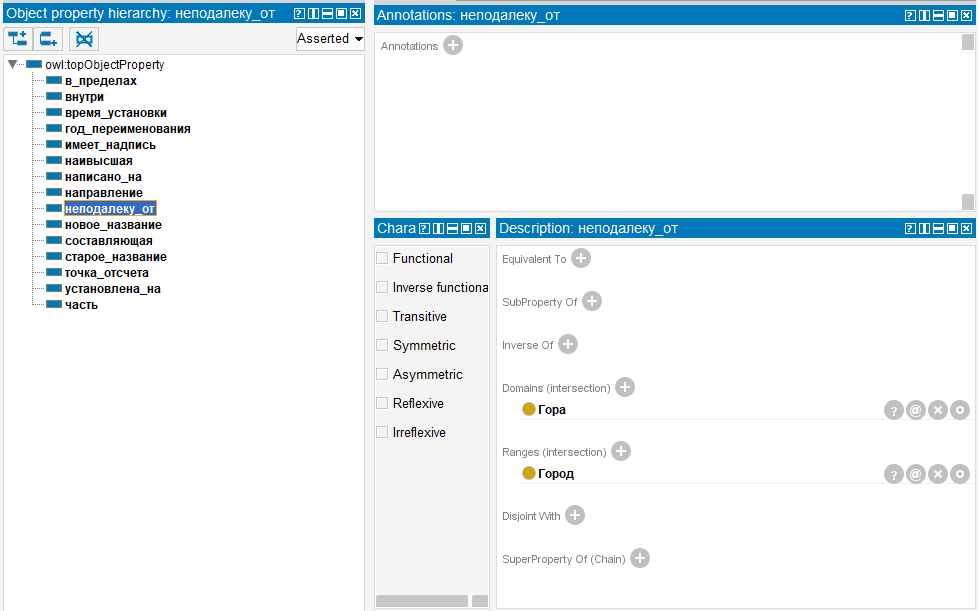 Object property hierarchy: неподалеку_от
Asserted
owl:topObjectProperty
в_пределах
внутри
время_установки
год_переименования
имеет_надпись
наивысшая
написано_на
направление
неподалеку_от
новое_название
составляющая
старое_название
точка_отсчета
установлена_на
часть
Annotations: неподалеку_от
Annotations
Chara
Functional
Inverse functiona
Transitive
Symmetric
Asymmetric
Reflexive
Irreflexive
Description: неподалеку_от
Equivalent To
SubProperty Of
Inverse Of
Domains (intersection)
Гора
Ranges (intersection)
Город
Disjoint With
SuperProperty Of (Chain)